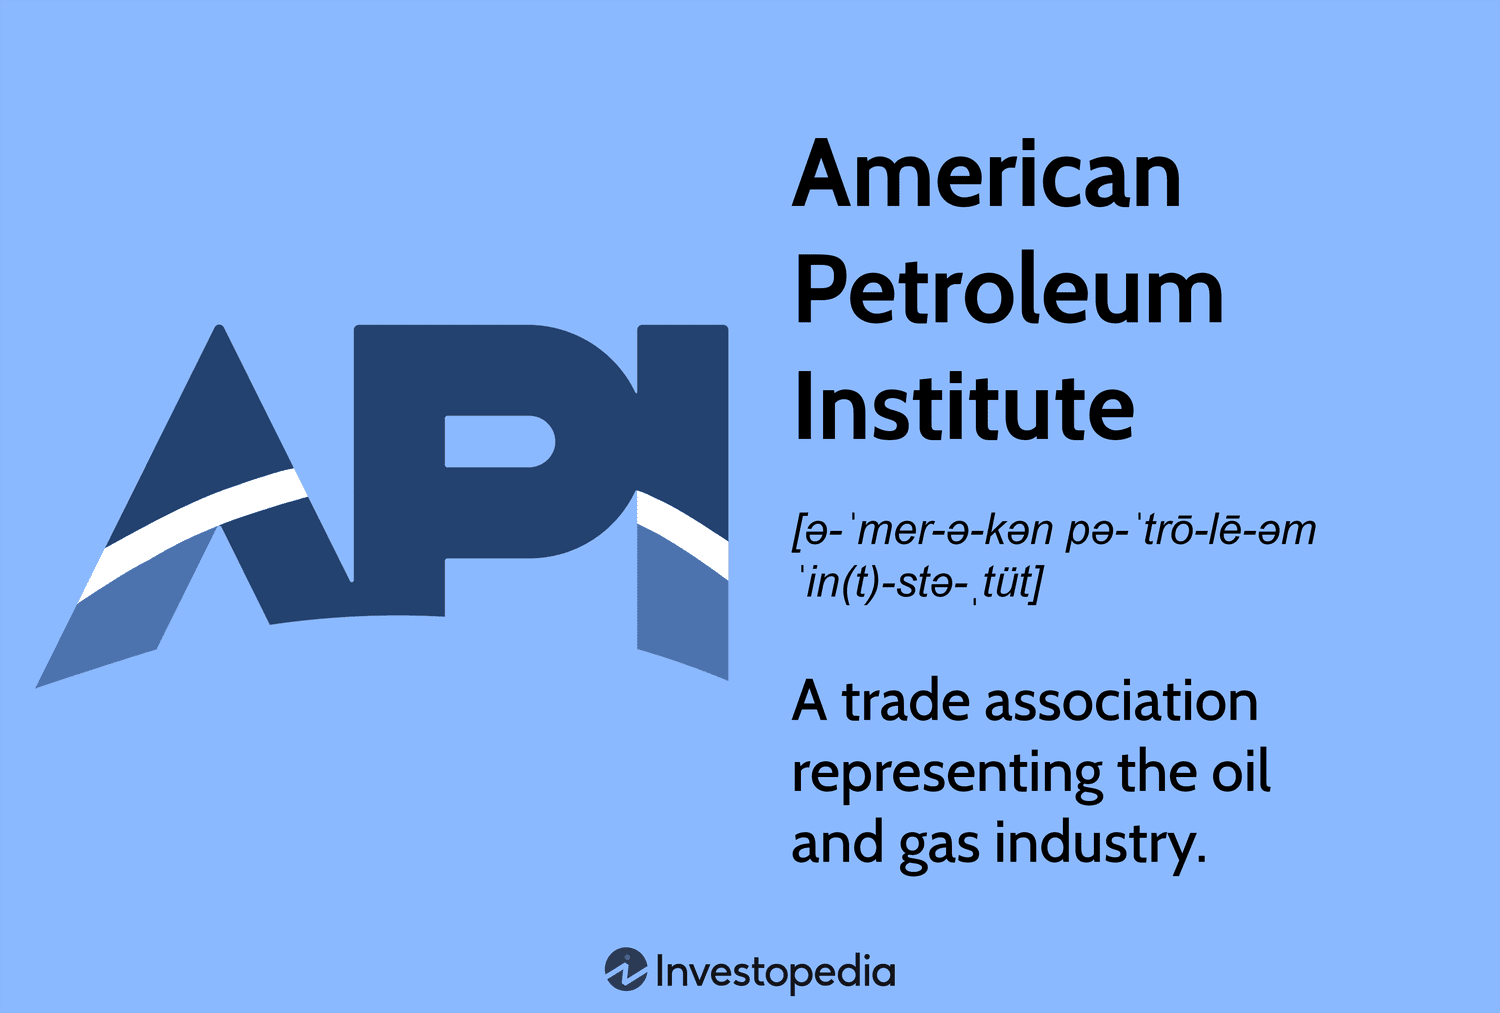 API
American
Petroleum
Institute
[ə-ˈmer-ə-kən pə-ˈtrō-lē-əm
ˈin(t)-stə-ˌtüt]
A trade association
representing the oil
and gas industry.
Investopedia